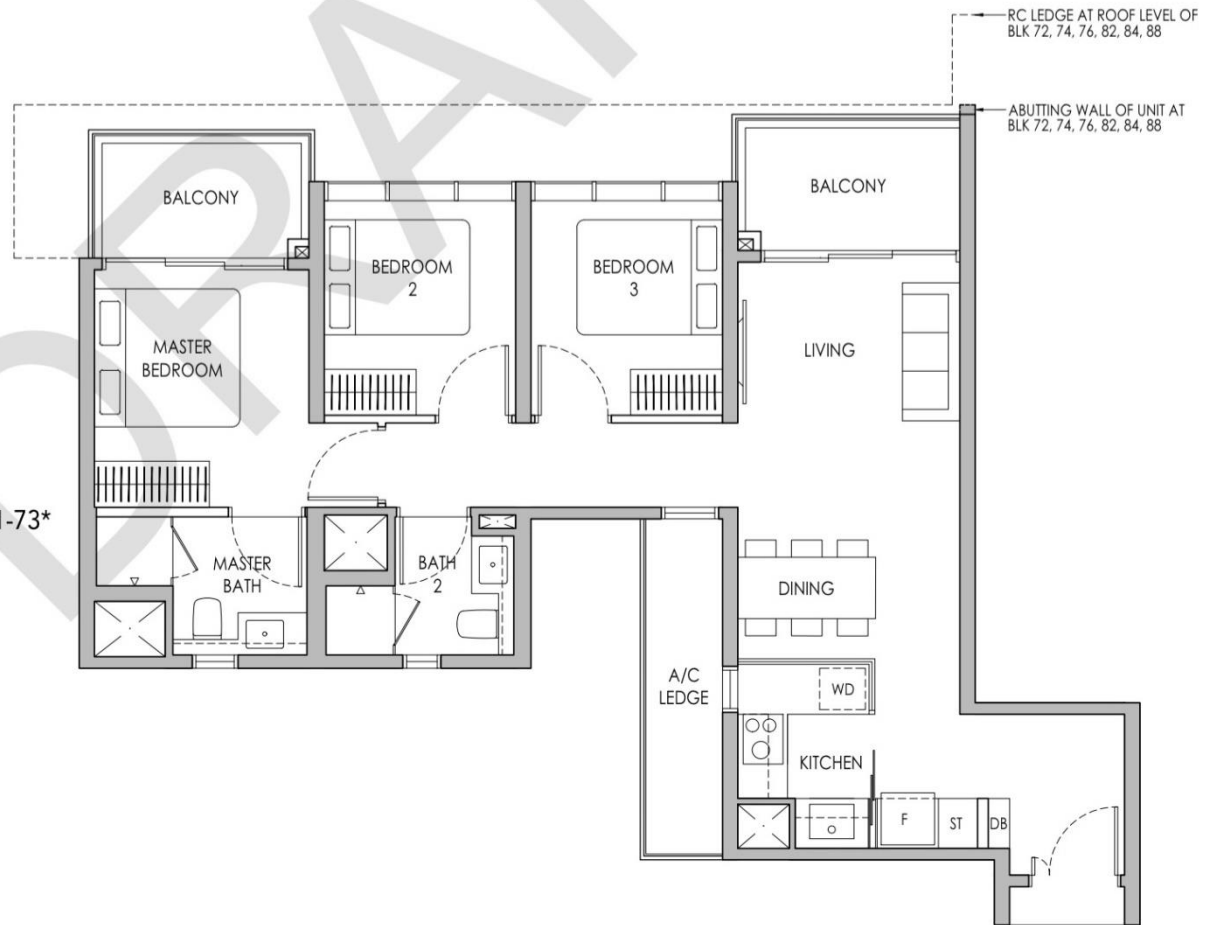 RC LEDGE AT ROOF LEVEL OF
BLK 72, 74, 76, 82, 84, 88
ABUTTING WALL OF UNIT AT
BLK 72, 74, 76, 82, 84, 88
BALCONY
BALCONY
BEDROOM
2
BEDROOM
3
MASTER
BEDROOM
LIVING
-73*
MASTER
BATH
BATH
2
DINING
A/C
LEDGE
WD
KITCHEN
F
ST
DB
DRA